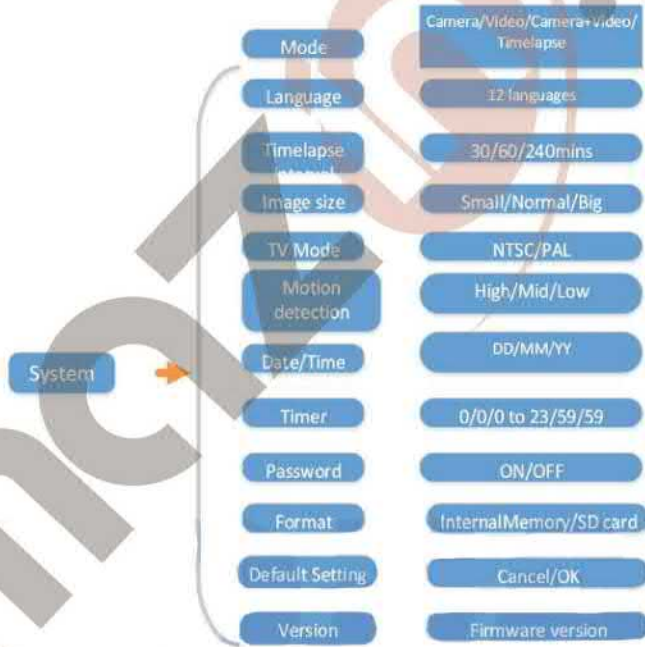 Mode
Camera/Video/Camera+Video/
Timelapse
Language
12 languages
Timelapse
interval
30/60/240mins
Image size
Small/Normal/Big
TV Mode
NTSC/PAL
Motion
detection
High/Mid/Low
System
Date/Time
DD/MM/YY
Timer
0/0/0 to 23/59/59
Password
ON/OFF
Format
InternalMemory/SD card
Default Setting
Cancel/OK
Version
Firmware version